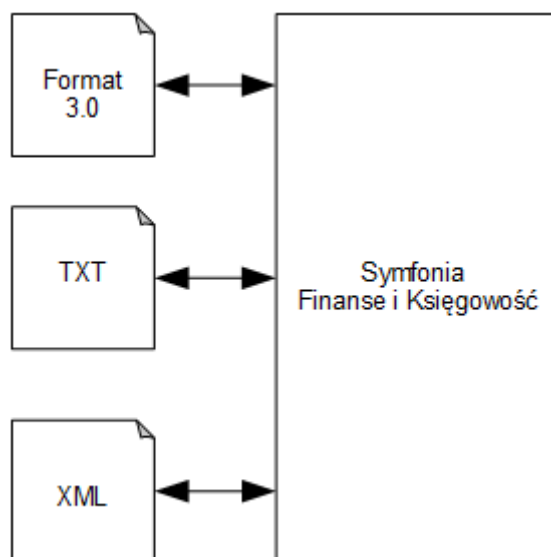 Format
3.0
TXT
Symfonia
Finanse i Księgowość
XML